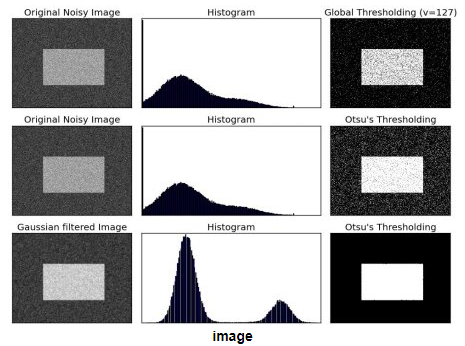 Original Noisy Image Histogram Global Thresholding (v=127)
Original Noisy Image Histogram Otsu's Thresholding
Gaussian filtered Image Histogram Otsu's Thresholding
image